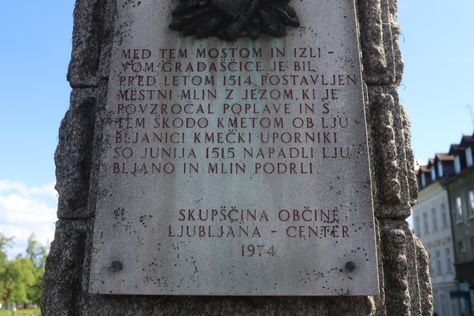 MED TEM MOSTOM IN IZLI-
VOM GRADAŠČICE JE BIL
PRED LETOM 1514 POSTAVLJEN
MESTNI MLIN Z JEZOM, KI JE
POVZROČAL POPLAVE IN S
TEM ŠKODO KMETOM OB LJU
BLJANICI. KMEČKI UPORNIKI
SO JUNIJA 1515 NAPADLI LJU
BLJANO IN MLIN PODRLI.
SKUPŠČINA OBČINE
LJUBLJANA - CENTER
1974